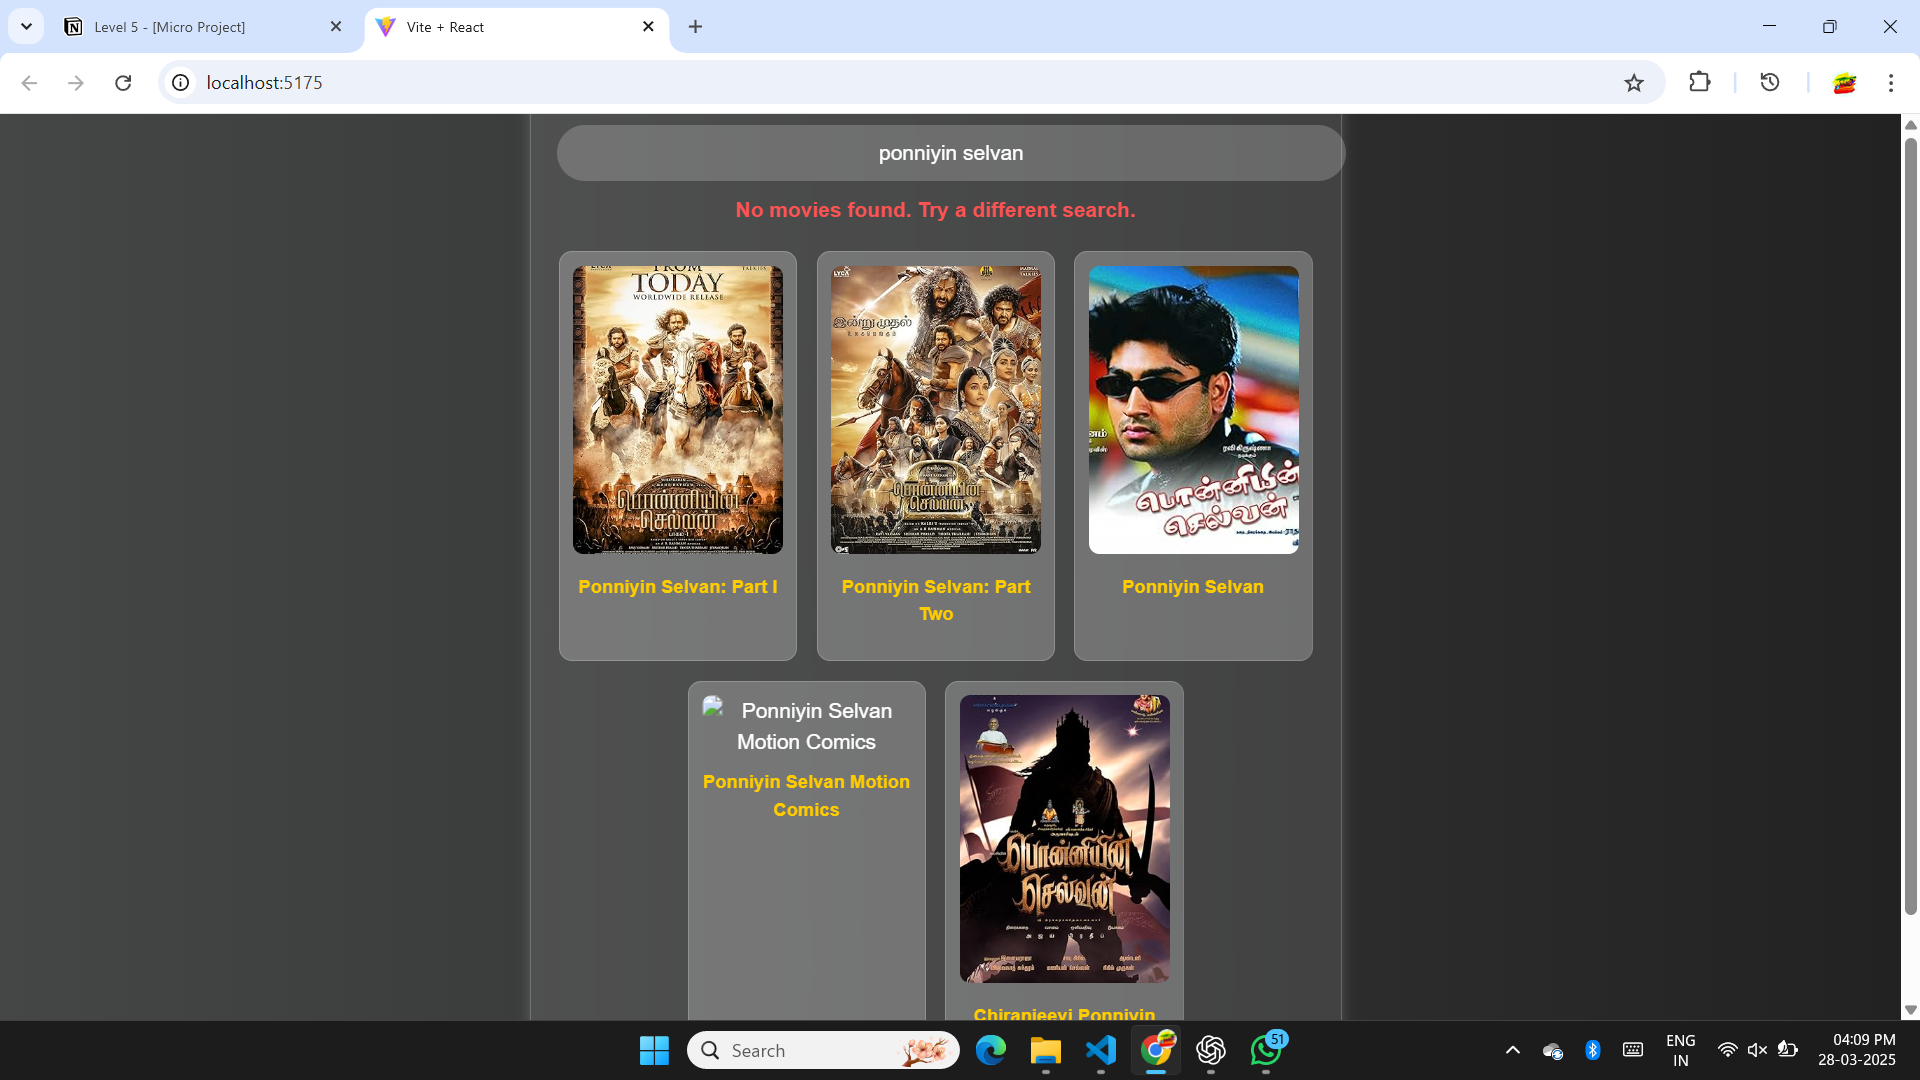 Level 5 - [Micro Project]
Vite + React
localhost:5175
ponniyin selvan
No movies found. Try a different search.
FROM
TODAY
WORLDWIDE RELEASE
பொன்னியின்
செல்வன்
Ponniyin Selvan: Part I
LYCA
இன்று முதல்
பொன்னியின்
செல்வன்
Ponniyin Selvan: Part
Two
ரவி கிருஷ்ணா
பொன்னியின்
செல்வன்
Ponniyin Selvan
Ponniyin Selvan
Motion Comics
Ponniyin Selvan Motion
Comics
பொன்னியின்
செல்வன்
Chiranjeevi Ponniyin
Search
51
ENG
IN
04:09 PM
28-03-2025